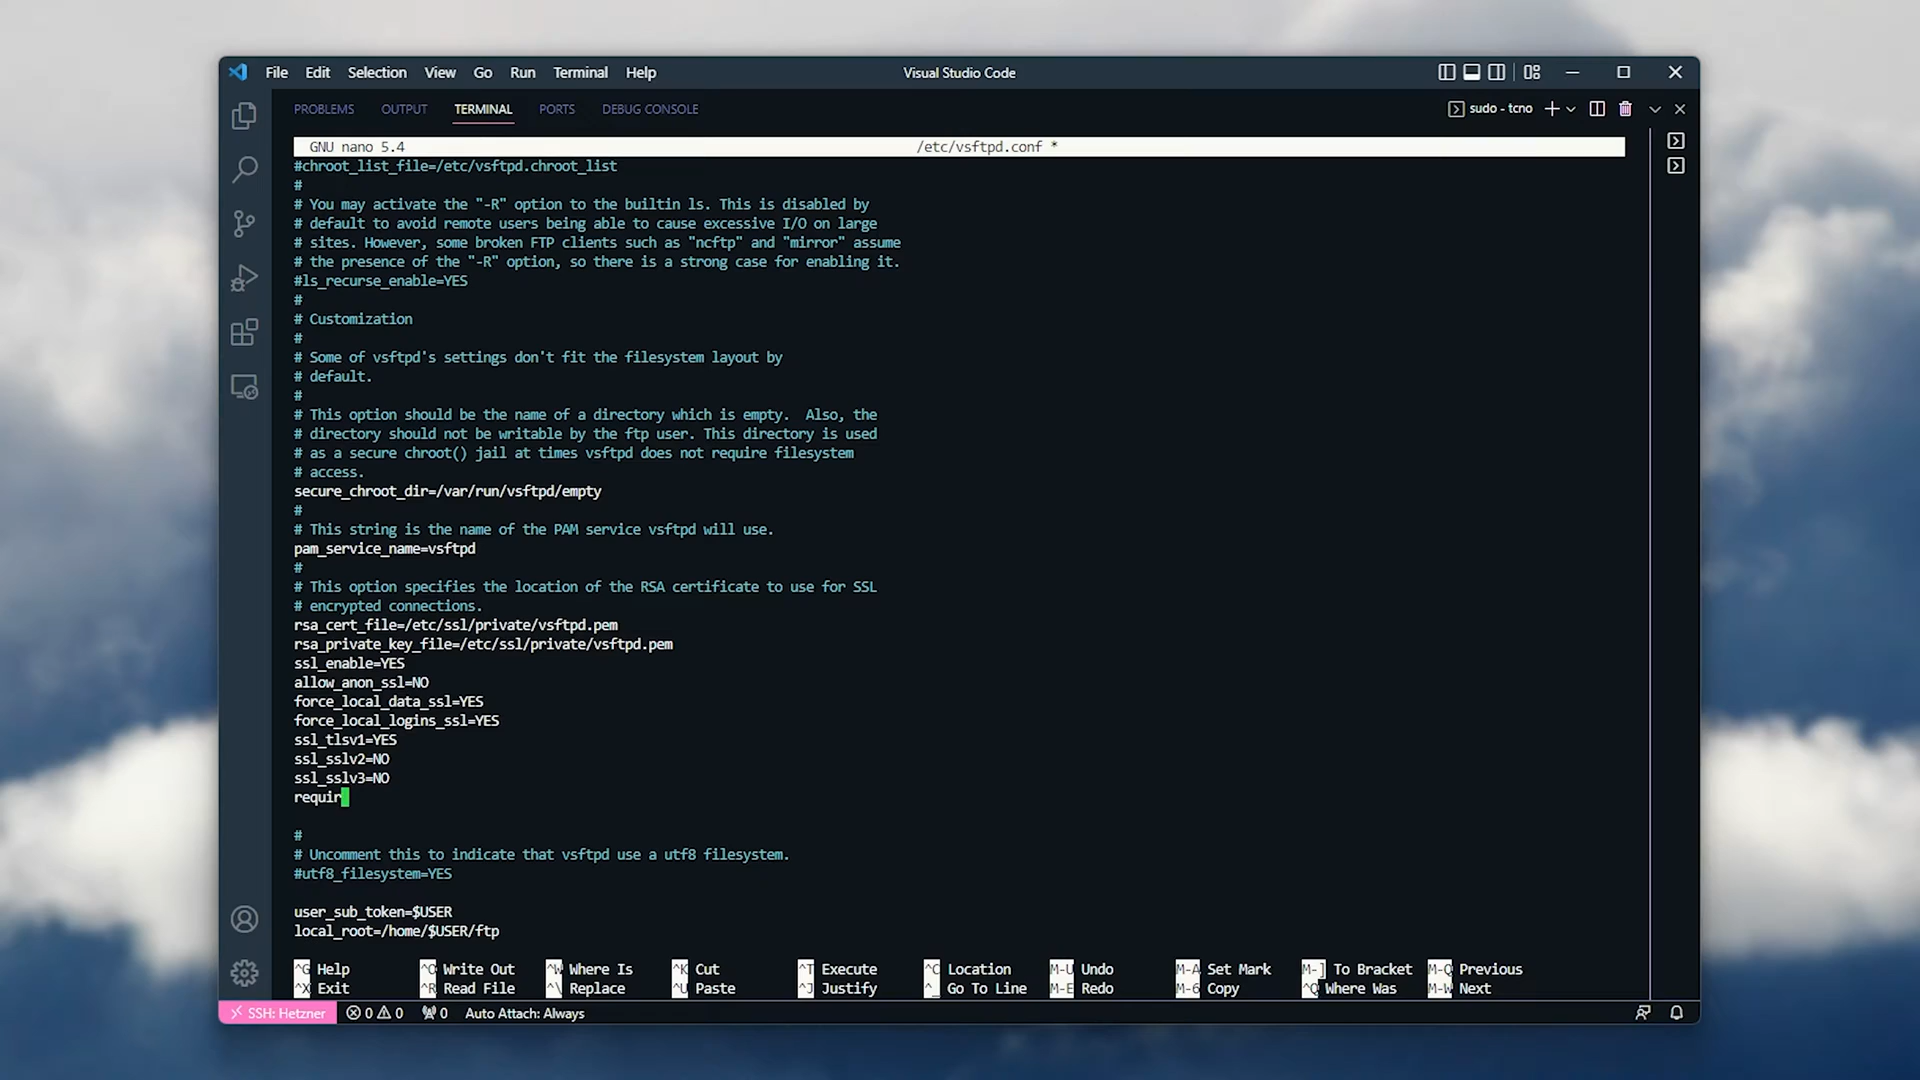 File Edit Selection View Go Run Terminal Help Visual Studio Code
PROBLEMS OUTPUT TERMINAL PORTS DEBUG CONSOLE sudo - tcno
GNU nano 5.4 /etc/vsftpd.conf *
#chroot_list_file=/etc/vsftpd.chroot_list
#
# You may activate the "-R" option to the builtin ls. This is disabled by
# default to avoid remote users being able to cause excessive I/O on large
# sites. However, some broken FTP clients such as "ncftp" and "mirror" assume
# the presence of the "-R" option, so there is a strong case for enabling it.
#ls_recurse_enable=YES
#
# Customization
#
# Some of vsftpd's settings don't fit the filesystem layout by
# default.
#
# This option should be the name of a directory which is empty.  Also, the
# directory should not be writable by the ftp user. This directory is used
# as a secure chroot() jail at times vsftpd does not require filesystem
# access.
secure_chroot_dir=/var/run/vsftpd/empty
#
# This string is the name of the PAM service vsftpd will use.
pam_service_name=vsftpd
#
# This option specifies the location of the RSA certificate to use for SSL
# encrypted connections.
rsa_cert_file=/etc/ssl/private/vsftpd.pem
rsa_private_key_file=/etc/ssl/private/vsftpd.pem
ssl_enable=YES
allow_anon_ssl=NO
force_local_data_ssl=YES
force_local_logins_ssl=YES
ssl_tlsv1=YES
ssl_sslv2=NO
ssl_sslv3=NO
requir
#
# Uncomment this to indicate that vsftpd use a utf8 filesystem.
#utf8_filesystem=YES
user_sub_token=$USER
local_root=/home/$USER/ftp
^G Help ^O Write Out ^W Where Is ^K Cut ^T Execute ^C Location M-U Undo M-A Set Mark M-] To Bracket M-Q Previous
^X Exit ^R Read File ^\ Replace ^U Paste ^J Justify ^_ Go To Line M-E Redo M-6 Copy ^Q Where Was M-W Next
SSH: Hetzner 0 0 0 Auto Attach: Always